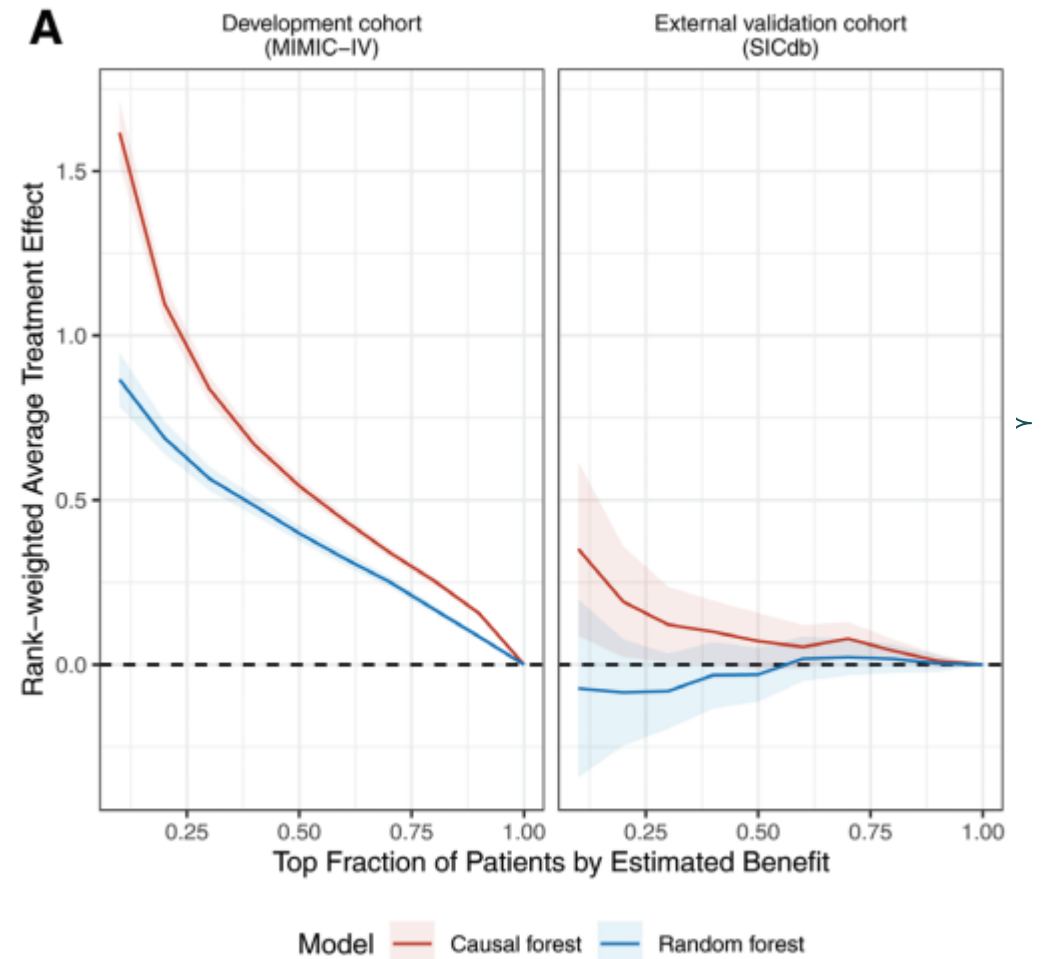 A
Development cohort
(MIMIC–IV)
External validation cohort
(SICdb)
Rank–weighted Average Treatment Effect
1.5
1.0
0.5
0.0
0.25 0.50 0.75 1.00
0.25 0.50 0.75 1.00
Top Fraction of Patients by Estimated Benefit
Model Causal forest Random forest